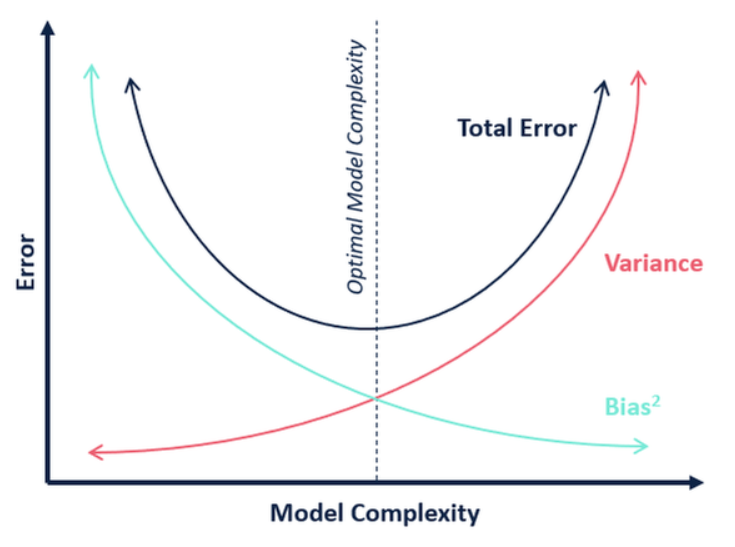 Optimal Model Complexity
Total Error
Error
Variance
Bias²
Model Complexity